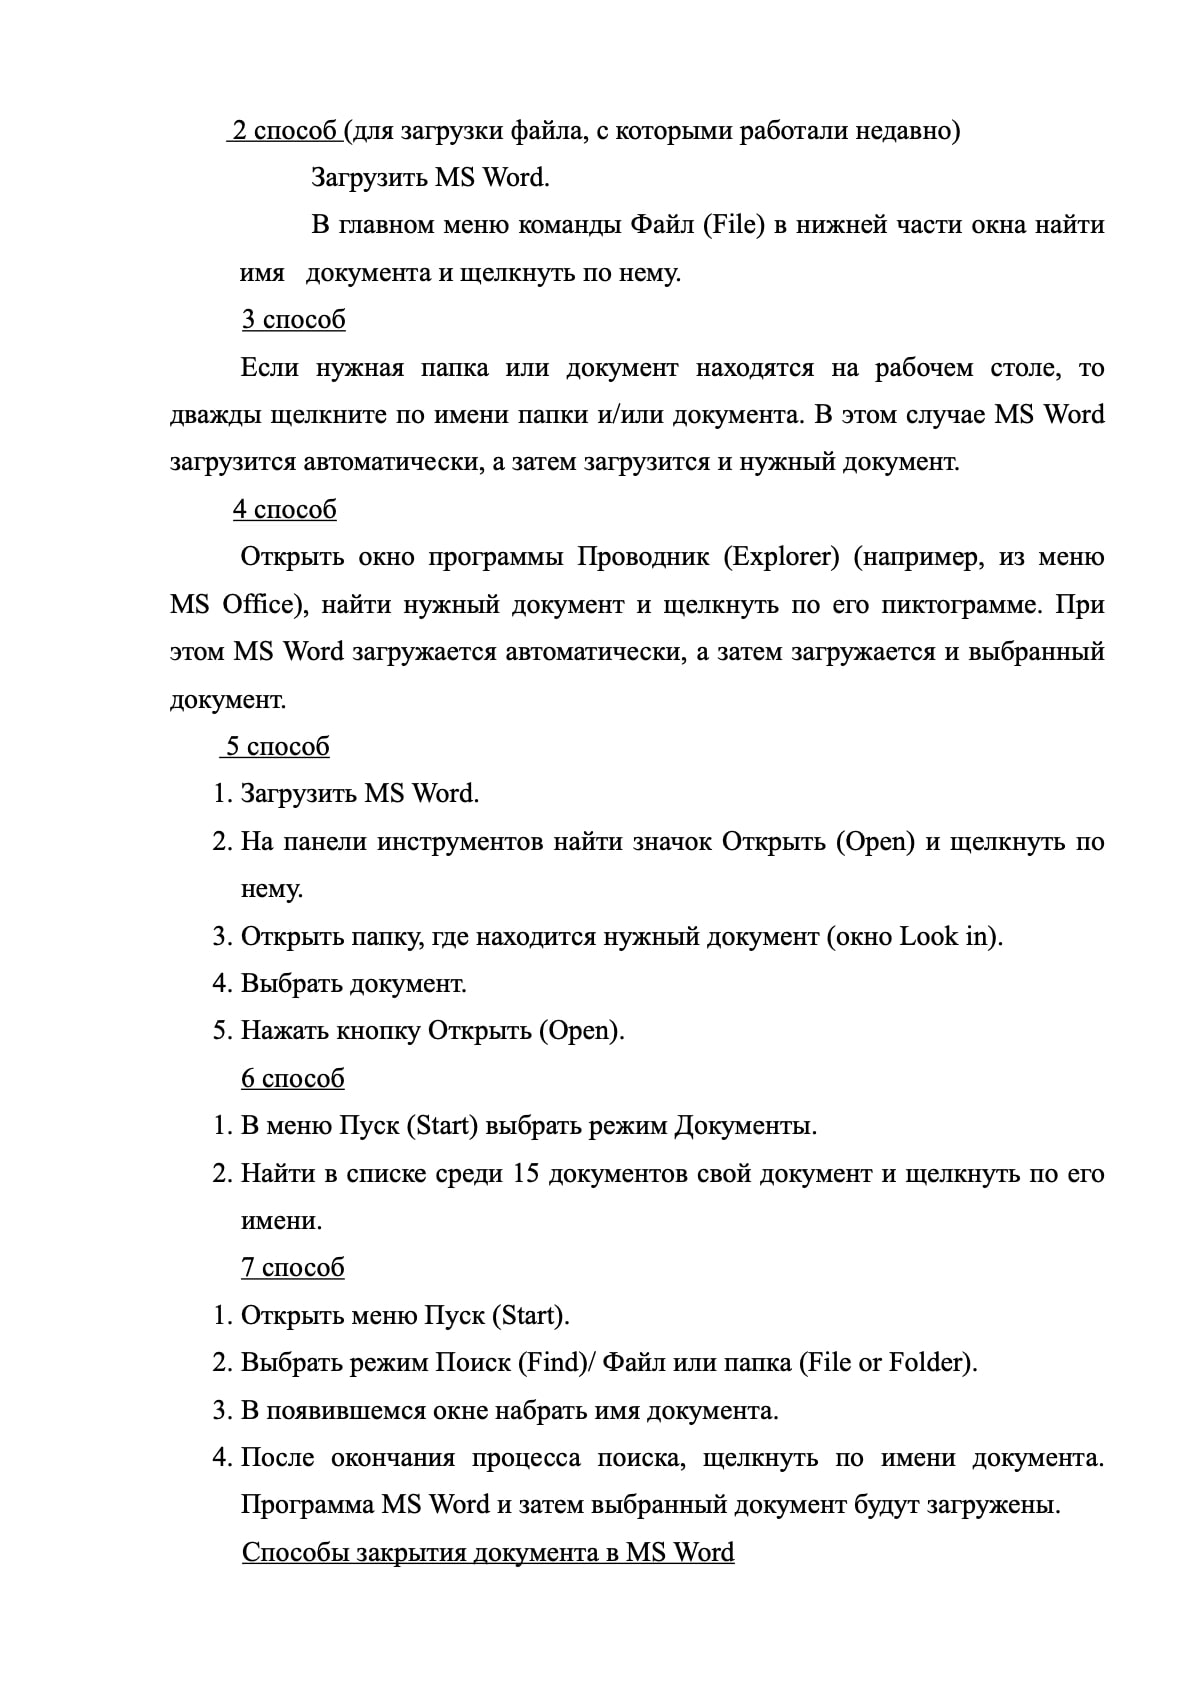 2 способ (для загрузки файла, с которыми работали недавно)
Загрузить MS Word.
В главном меню команды Файл (File) в нижней части окна найти
имя документа и щелкнуть по нему.
3 способ
Если нужная папка или документ находятся на рабочем столе, то
дважды щелкните по имени папки и/или документа. В этом случае MS Word
загрузится автоматически, а затем загрузится и нужный документ.
4 способ
Открыть окно программы Проводник (Explorer) (например, из меню
MS Office), найти нужный документ и щелкнуть по его пиктограмме. При
этом MS Word загружается автоматически, а затем загружается и выбранный
документ.
5 способ
1. Загрузить MS Word.
2. На панели инструментов найти значок Открыть (Open) и щелкнуть по
нему.
3. Открыть папку, где находится нужный документ (окно Look in).
4. Выбрать документ.
5. Нажать кнопку Открыть (Open).
6 способ
1. В меню Пуск (Start) выбрать режим Документы.
2. Найти в списке среди 15 документов свой документ и щелкнуть по его
имени.
7 способ
1. Открыть меню Пуск (Start).
2. Выбрать режим Поиск (Find)/ Файл или папка (File or Folder).
3. В появившемся окне набрать имя документа.
4. После окончания процесса поиска, щелкнуть по имени документа.
Программа MS Word и затем выбранный документ будут загружены.
Способы закрытия документа в MS Word